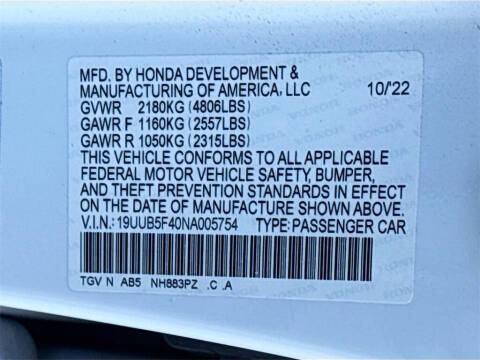 MFD. BY HONDA DEVELOPMENT &
MANUFACTURING OF AMERICA, LLC 10/'22
GVWR 2180KG (4806LBS)
GAWR F 1160KG (2557LBS)
GAWR R 1050KG (2315LBS)
THIS VEHICLE CONFORMS TO ALL APPLICABLE
FEDERAL MOTOR VEHICLE SAFETY, BUMPER,
AND THEFT PREVENTION STANDARDS IN EFFECT
ON THE DATE OF MANUFACTURE SHOWN ABOVE.
V.I.N.: 19UUB5F40NA005754 TYPE:PASSENGER CAR
TGV N AB5 NH883PZ .C .A